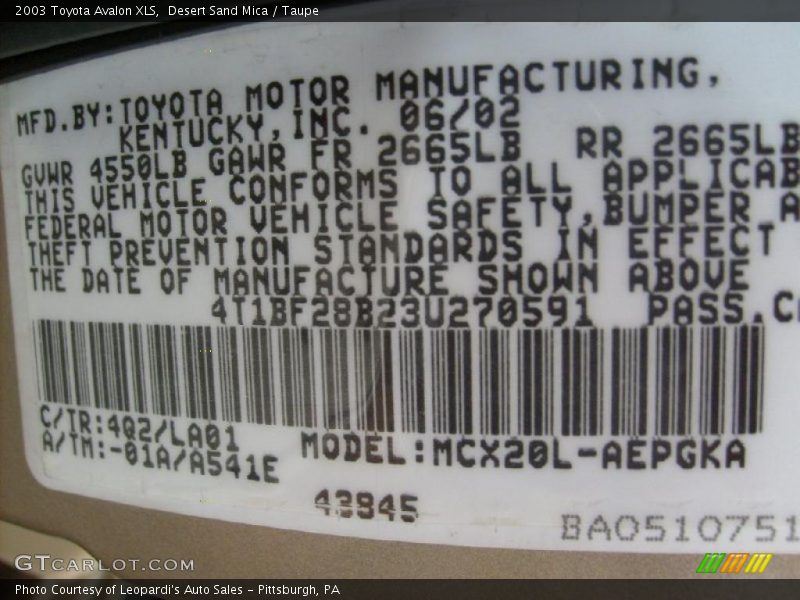 2003 Toyota Avalon XLS,  Desert Sand Mica / Taupe
MFD.BY:TOYOTA MOTOR MANUFACTURING,
KENTUCKY,INC. 06/02
GVWR 4550LB GAWR FR 2665LB RR 2665LB
THIS VEHICLE CONFORMS TO ALL APPLICAB
FEDERAL MOTOR VEHICLE SAFETY,BUMPER A
THEFT PREVENTION STANDARDS IN EFFECT
THE DATE OF MANUFACTURE SHOWN ABOVE
4T1BF28B23U270591 PASS.C
C/TR:4Q2/LA01
A/TM:-01A/A541E
MODEL:MCX20L-AEPGKA
43845
BA0510751
GTCARLOT.COM
Photo Courtesy of Leopardi's Auto Sales - Pittsburgh, PA